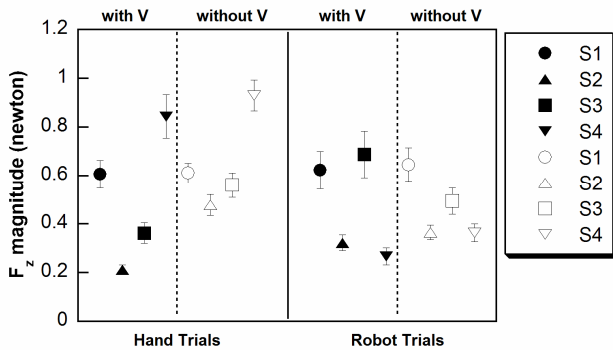 with V without V with V without V
1.2
1
0.8
0.6
0.4
0.2
0
Fz magnitude (newton)
Hand Trials Robot Trials
S1
S2
S3
S4
S1
S2
S3
S4